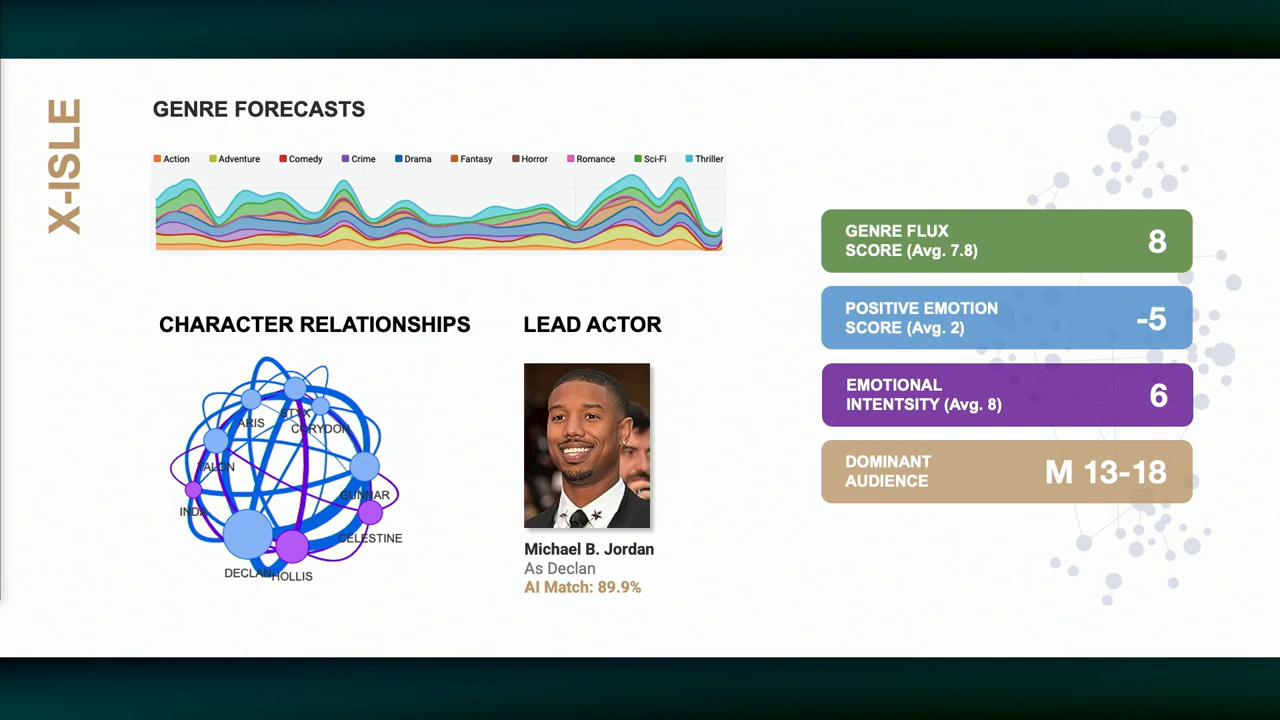 X-ISLE
GENRE FORECASTS
Action Adventure Comedy Crime Drama Fantasy Horror Romance Sci-Fi Thriller
CHARACTER RELATIONSHIPS
STYX
ARIS
CORYDON
TALON
GUNNAR
INDA
CELESTINE
DECLAN
HOLLIS
LEAD ACTOR
Michael B. Jordan
As Declan
AI Match: 89.9%
GENRE FLUX
SCORE (Avg. 7.8)
8
POSITIVE EMOTION
SCORE (Avg. 2)
-5
EMOTIONAL
INTENTSITY (Avg. 8)
6
DOMINANT
AUDIENCE
M 13-18